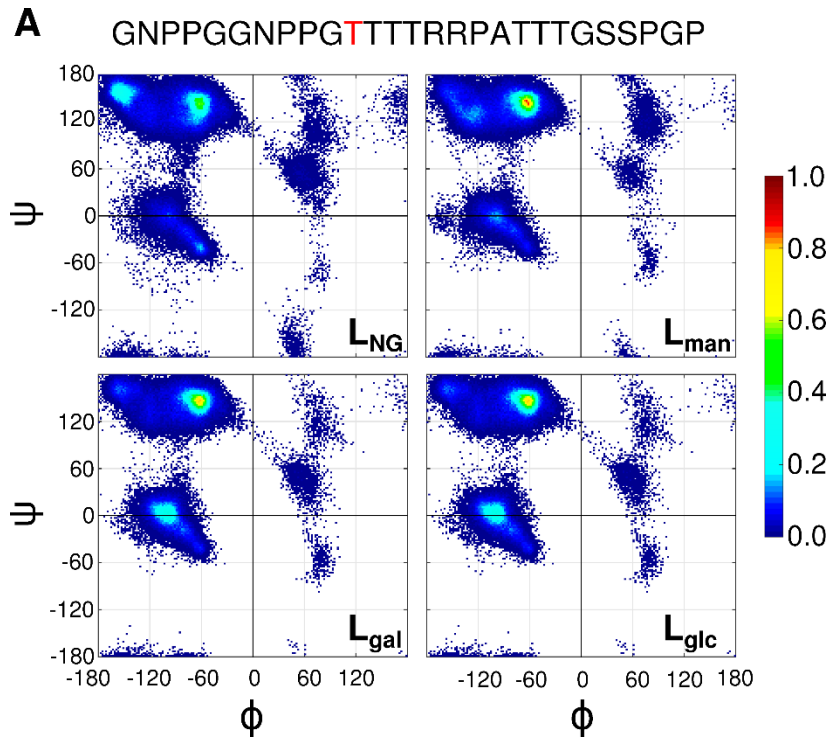 A GNPPGGNPPGTTTTRRPATTTGSSPGP
180
120
60
0
-60
-120
ψ
L_NG
L_man
1.0
0.8
0.6
0.4
0.2
0.0
120
60
0
-60
-120
-180
ψ
L_gal
L_glc
-180 -120 -60 0 60 120
-120 -60 0 60 120 180
ϕ ϕ